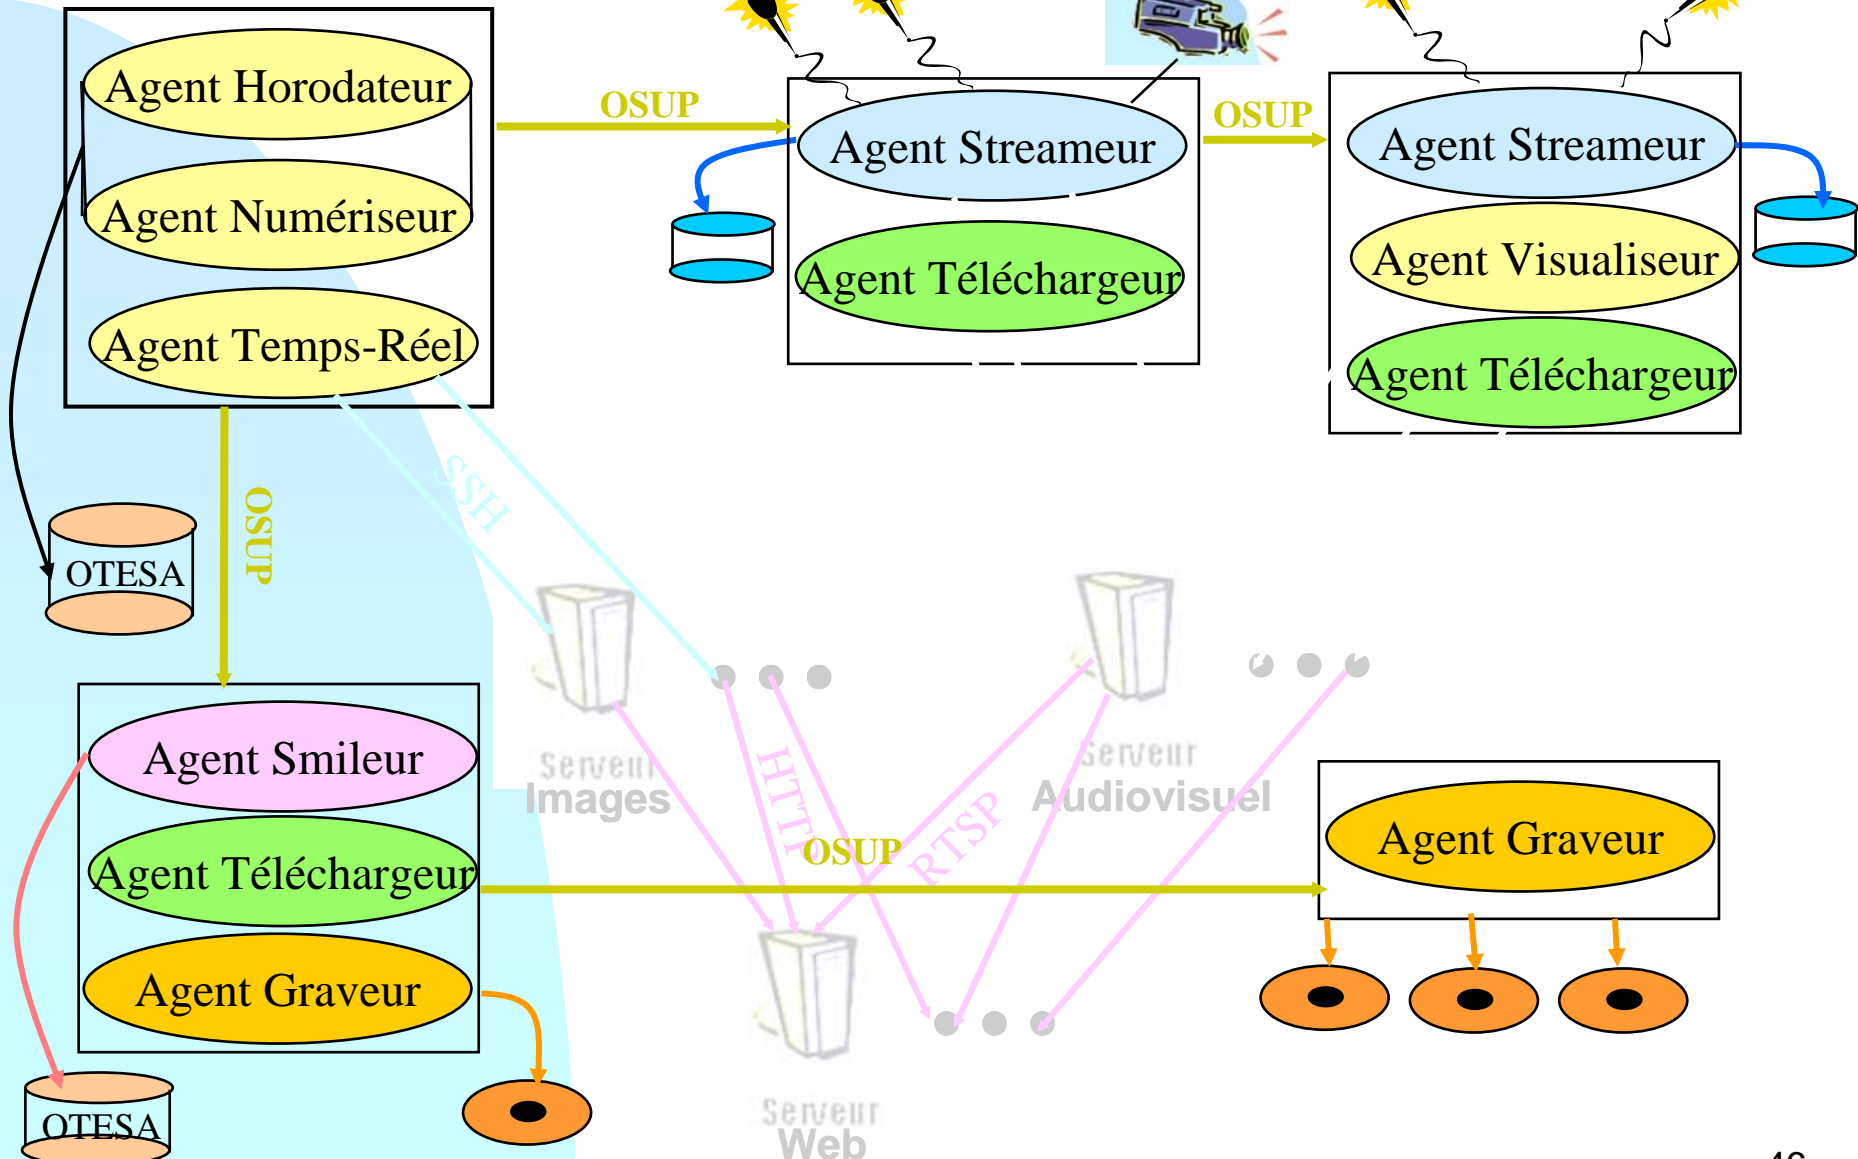 Agent Horodateur
Agent Numériseur
Agent Temps-Réel
OSUP
Agent Streameur
Agent Téléchargeur
OSUP
Agent Streameur
Agent Visualiseur
Agent Téléchargeur
OSUP
SSH
OTESA
Serveur
Images
Serveur
Audiovisuel
HTTP
RTSP
OSUP
Agent Smileur
Agent Téléchargeur
Agent Graveur
Agent Graveur
OTESA
Serveur
Web